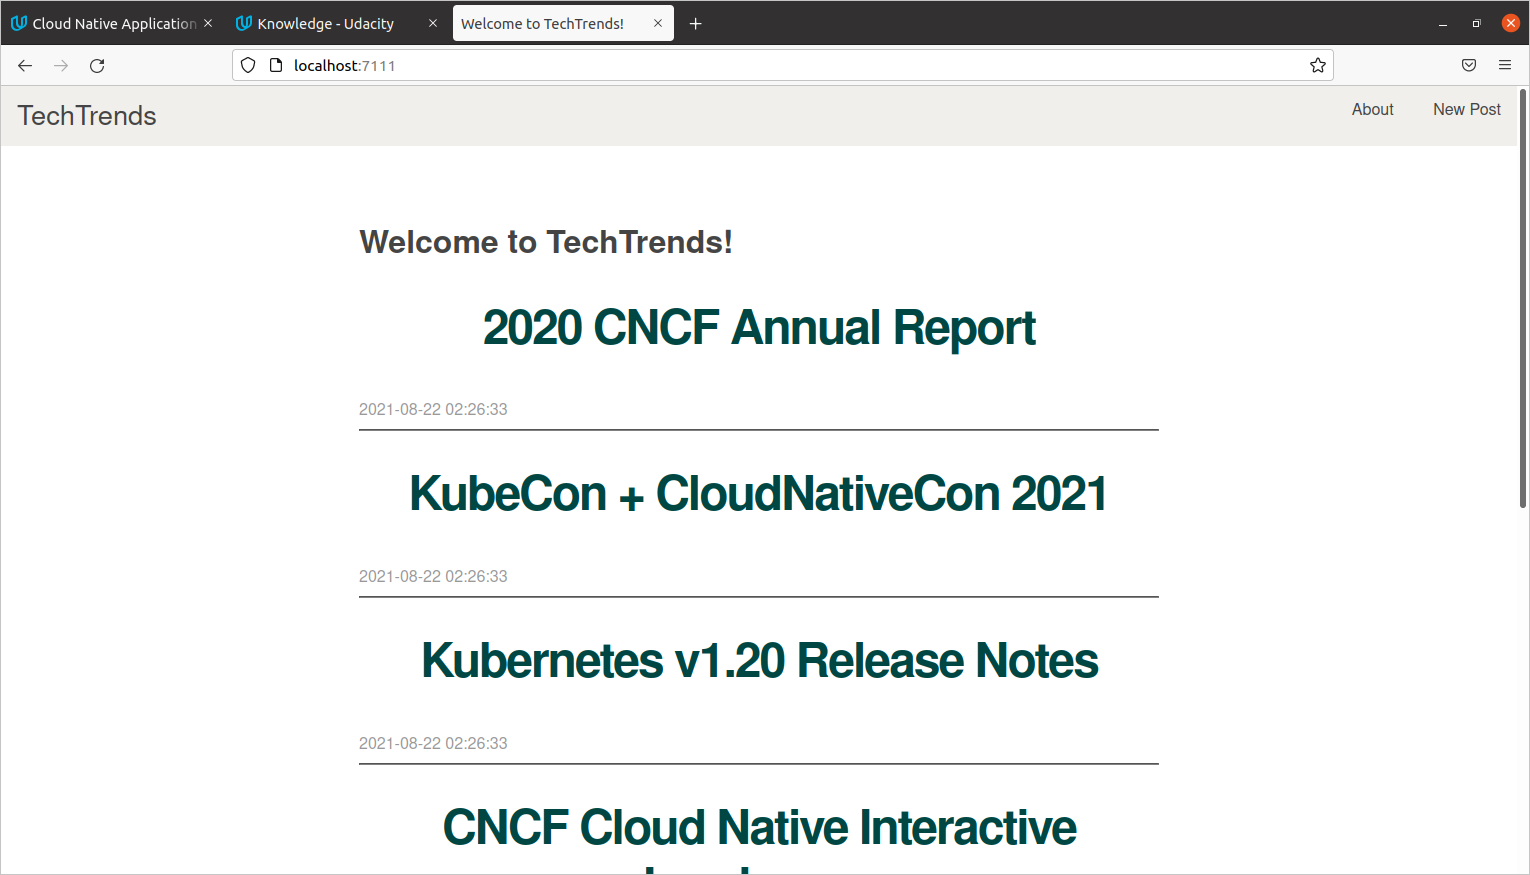 Cloud Native Application
Knowledge - Udacity
Welcome to TechTrends!
localhost:7111
TechTrends
About
New Post
Welcome to TechTrends!
2020 CNCF Annual Report
2021-08-22 02:26:33
KubeCon + CloudNativeCon 2021
2021-08-22 02:26:33
Kubernetes v1.20 Release Notes
2021-08-22 02:26:33
CNCF Cloud Native Interactive